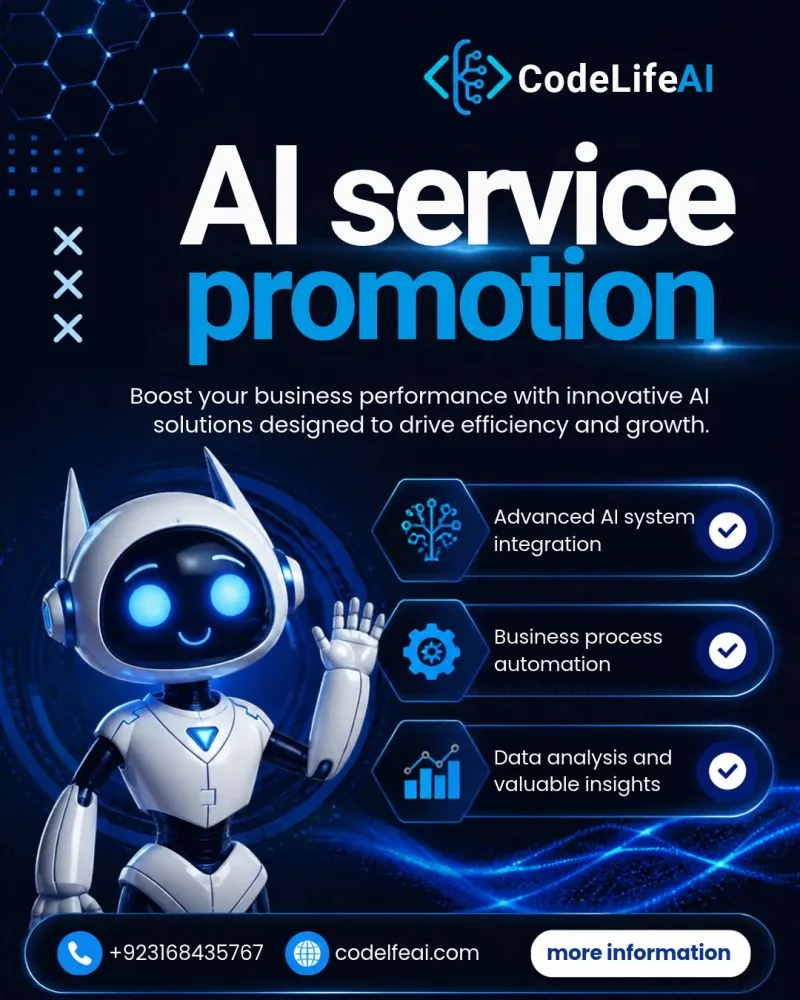 CodeLifeAI
AI service
promotion
Boost your business performance with innovative AI
solutions designed to drive efficiency and growth.
Advanced AI system
integration
Business process
automation
Data analysis and
valuable insights
+923168435767
codelfeai.com
more information